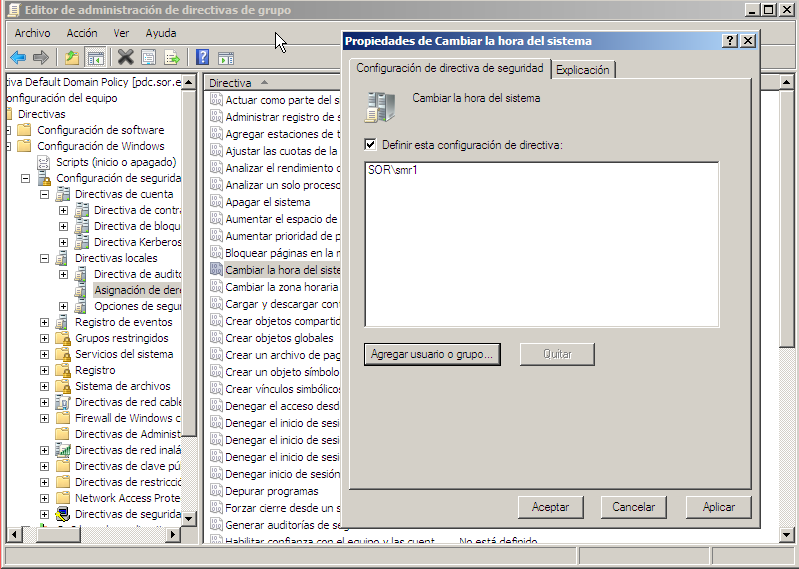 Editor de administración de directivas de grupo
Archivo Acción Ver Ayuda
tiva Default Domain Policy [pdc.sor.e
onfiguración del equipo
Directivas
Configuración de software
Configuración de Windows
Scripts (inicio o apagado)
Configuración de segurida
Directivas de cuenta
Directiva de contra
Directiva de bloqu
Directiva Kerberos
Directivas locales
Directiva de audito
Asignación de dere
Opciones de segur
Registro de eventos
Grupos restringidos
Servicios del sistema
Registro
Sistema de archivos
Directivas de red cable
Firewall de Windows c
Directivas de Administ
Directivas de red inalá
Directivas de clave pú
Directivas de restricció
Network Access Prote
Directivas de segurida
Directiva
Actuar como parte del s
Administrar registro de s
Agregar estaciones de t
Ajustar las cuotas de la
Analizar el rendimiento d
Analizar un solo proceso
Apagar el sistema
Aumentar el espacio de
Aumentar prioridad de p
Bloquear páginas en la m
Cambiar la hora del siste
Cambiar la zona horaria
Cargar y descargar cont
Crear objetos compartid
Crear objetos globales
Crear un archivo de pag
Crear un objeto símbolo
Crear vínculos simbólicos
Denegar el acceso desd
Denegar el inicio de sesi
Denegar el inicio de sesi
Denegar el inicio de sesi
Denegar inicio de sesión
Depurar programas
Forzar cierre desde un s
Generar auditorías de seg
Habilitar confianza con el equipo y las cuent... No está definido
Propiedades de Cambiar la hora del sistema
Configuración de directiva de seguridad Explicación
Cambiar la hora del sistema
Definir esta configuración de directiva:
SOR\smr1
Agregar usuario o grupo... Quitar
Aceptar Cancelar Aplicar